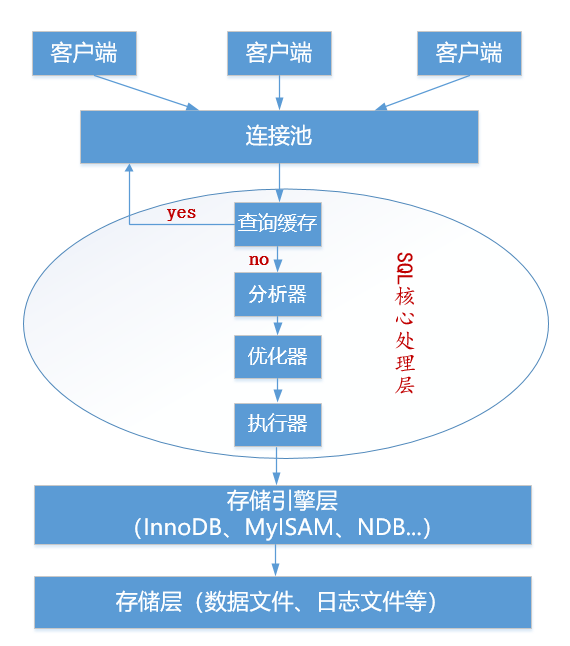 客户端
客户端
客户端
连接池
yes
查询缓存
no
分析器
优化器
执行器
SQL核心处理层
存储引擎层
（InnoDB、MyISAM、NDB...）
存储层（数据文件、日志文件等）